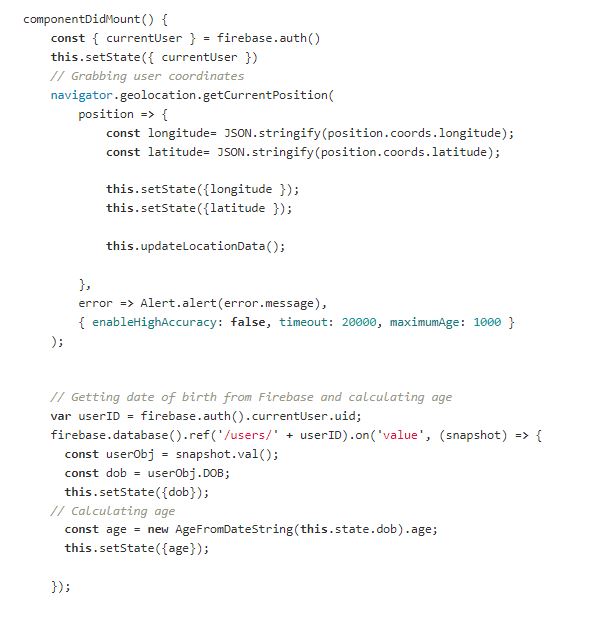 componentDidMount() {
const { currentUser } = firebase.auth()
this.setState({ currentUser })
// Grabbing user coordinates
navigator.geolocation.getCurrentPosition(
position => {
const longitude= JSON.stringify(position.coords.longitude);
const latitude= JSON.stringify(position.coords.latitude);
this.setState({longitude });
this.setState({latitude });
this.updateLocationData();
},
error => Alert.alert(error.message),
{ enableHighAccuracy: false, timeout: 20000, maximumAge: 1000 }
);
// Getting date of birth from Firebase and calculating age
var userID = firebase.auth().currentUser.uid;
firebase.database().ref('/users/' + userID).on('value', (snapshot) => {
const userObj = snapshot.val();
const dob = userObj.DOB;
this.setState({dob});
// Calculating age
const age = new AgeFromDateString(this.state.dob).age;
this.setState({age});
});